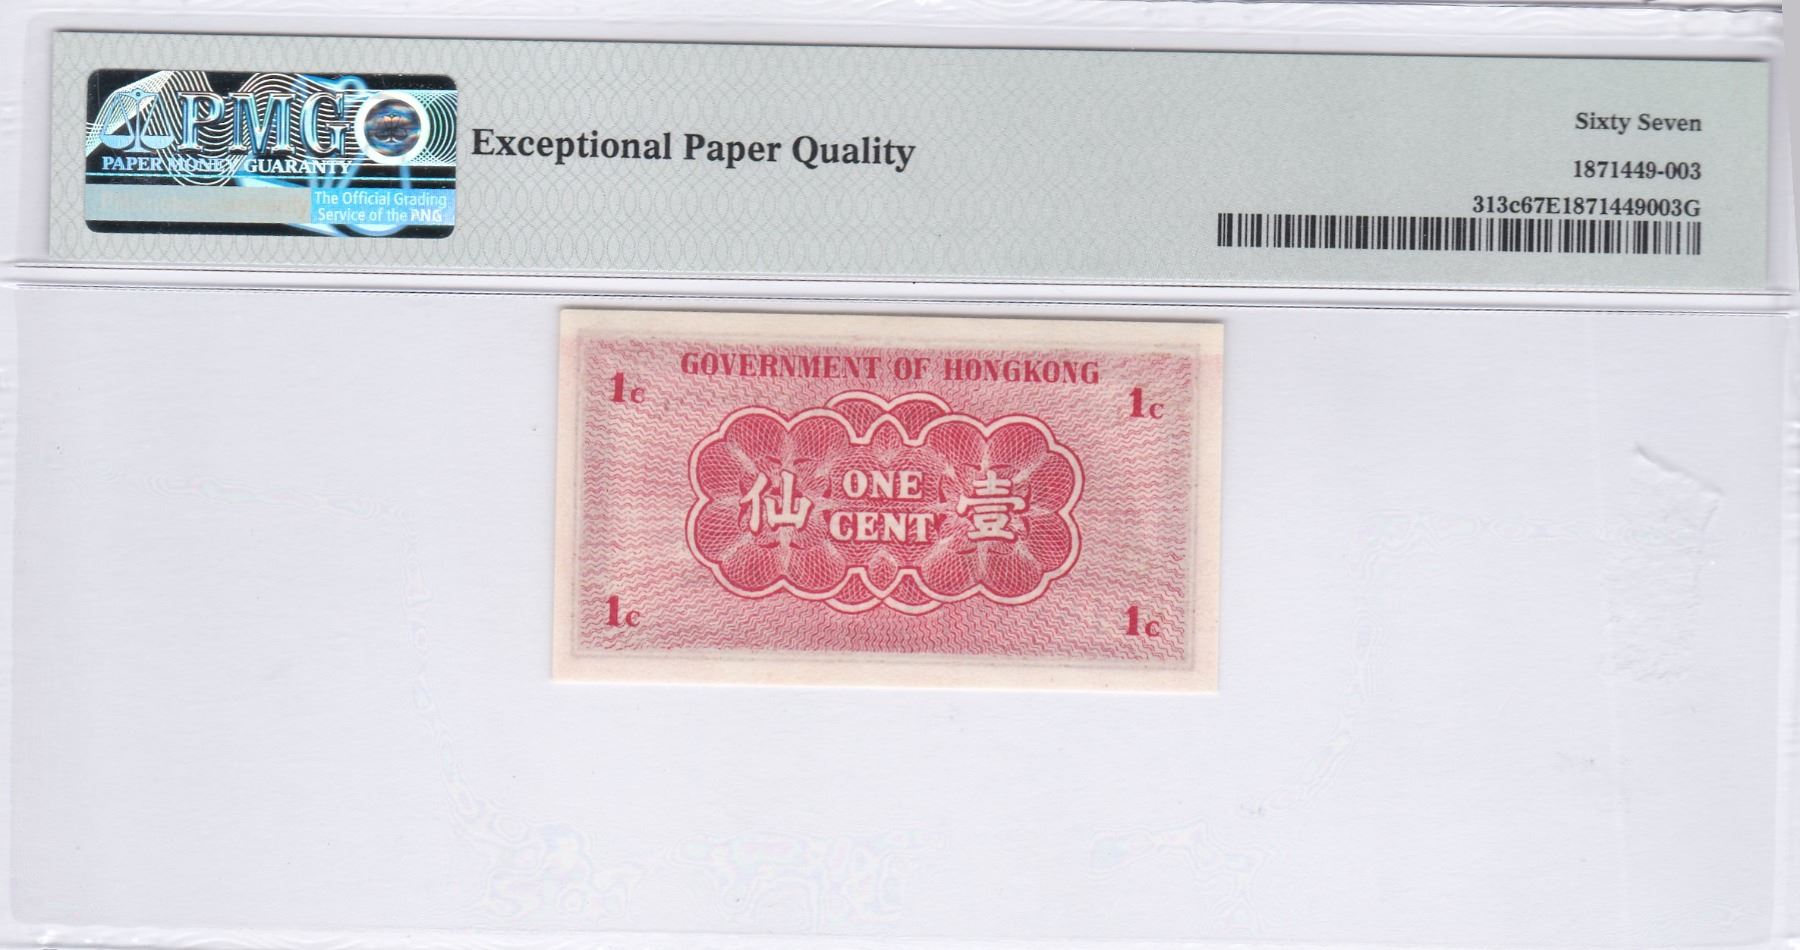 PMG
PAPER MONEY GUARANTY
The Official Grading
Service of the PNG
Exceptional Paper Quality
Sixty Seven
1871449-003
313c67E1871449003G
GOVERNMENT OF HONGKONG
1c 1c
仙 ONE CENT 壹
1c 1c